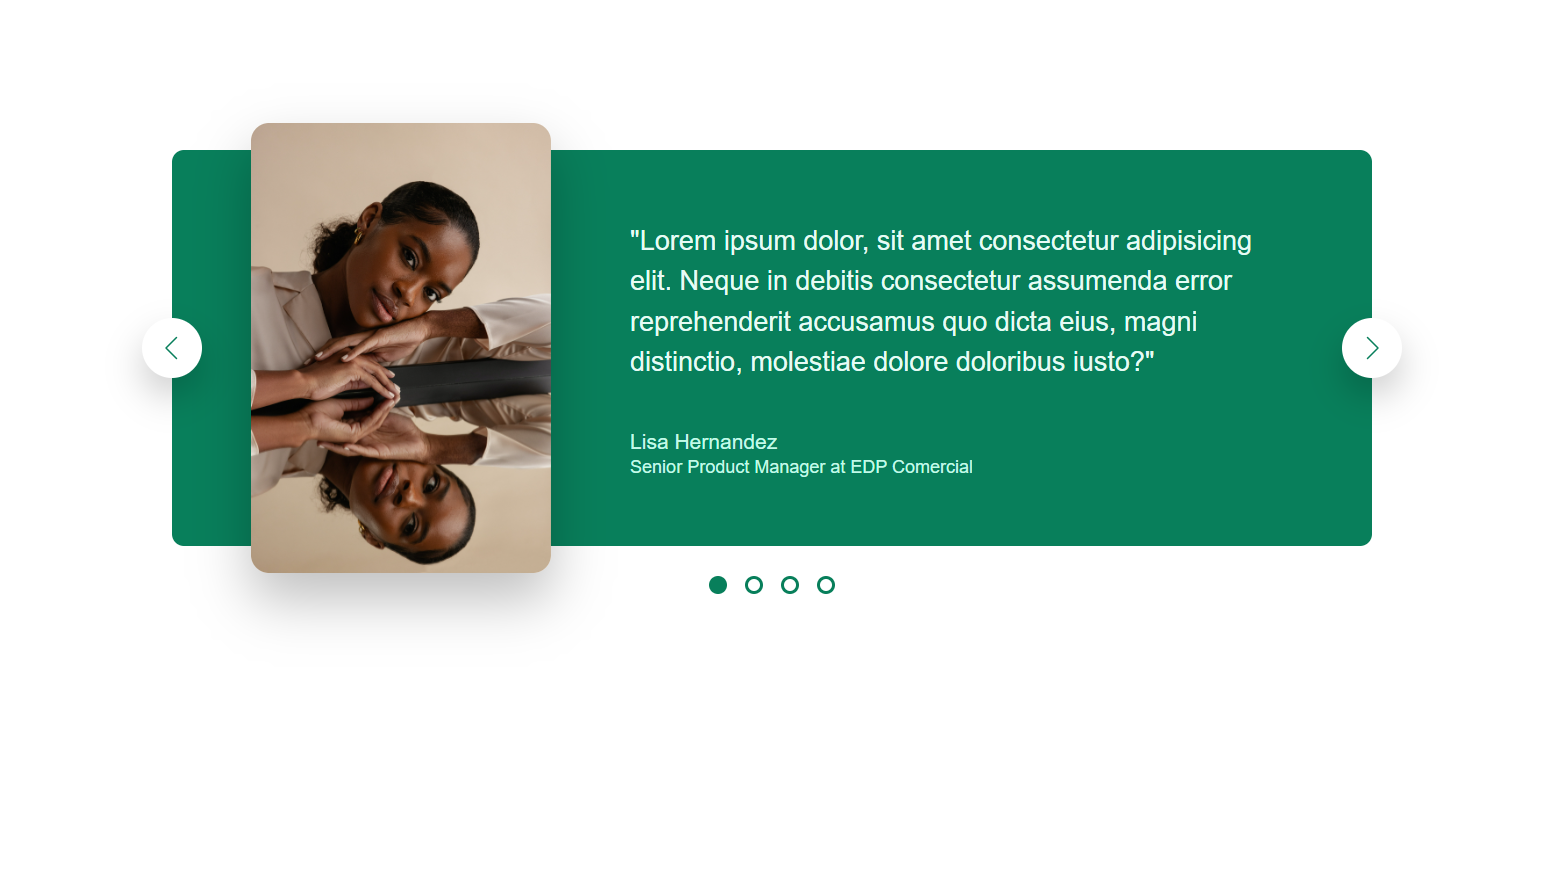 "Lorem ipsum dolor, sit amet consectetur adipisicing
elit. Neque in debitis consectetur assumenda error
reprehenderit accusamus quo dicta eius, magni
distinctio, molestiae dolore doloribus iusto?"
Lisa Hernandez
Senior Product Manager at EDP Comercial